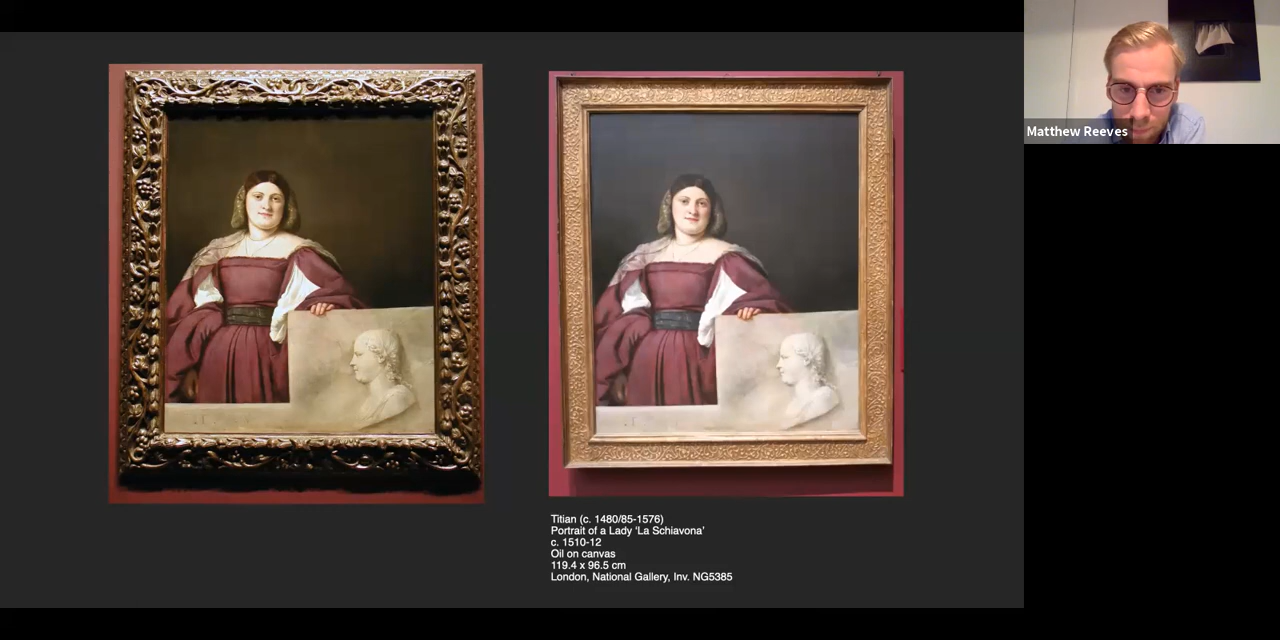 Matthew Reeves
Titian (c. 1480/85-1576)
Portrait of a Lady ‘La Schiavona’
c. 1510-12
Oil on canvas
119.4 x 96.5 cm
London, National Gallery, Inv. NG5385